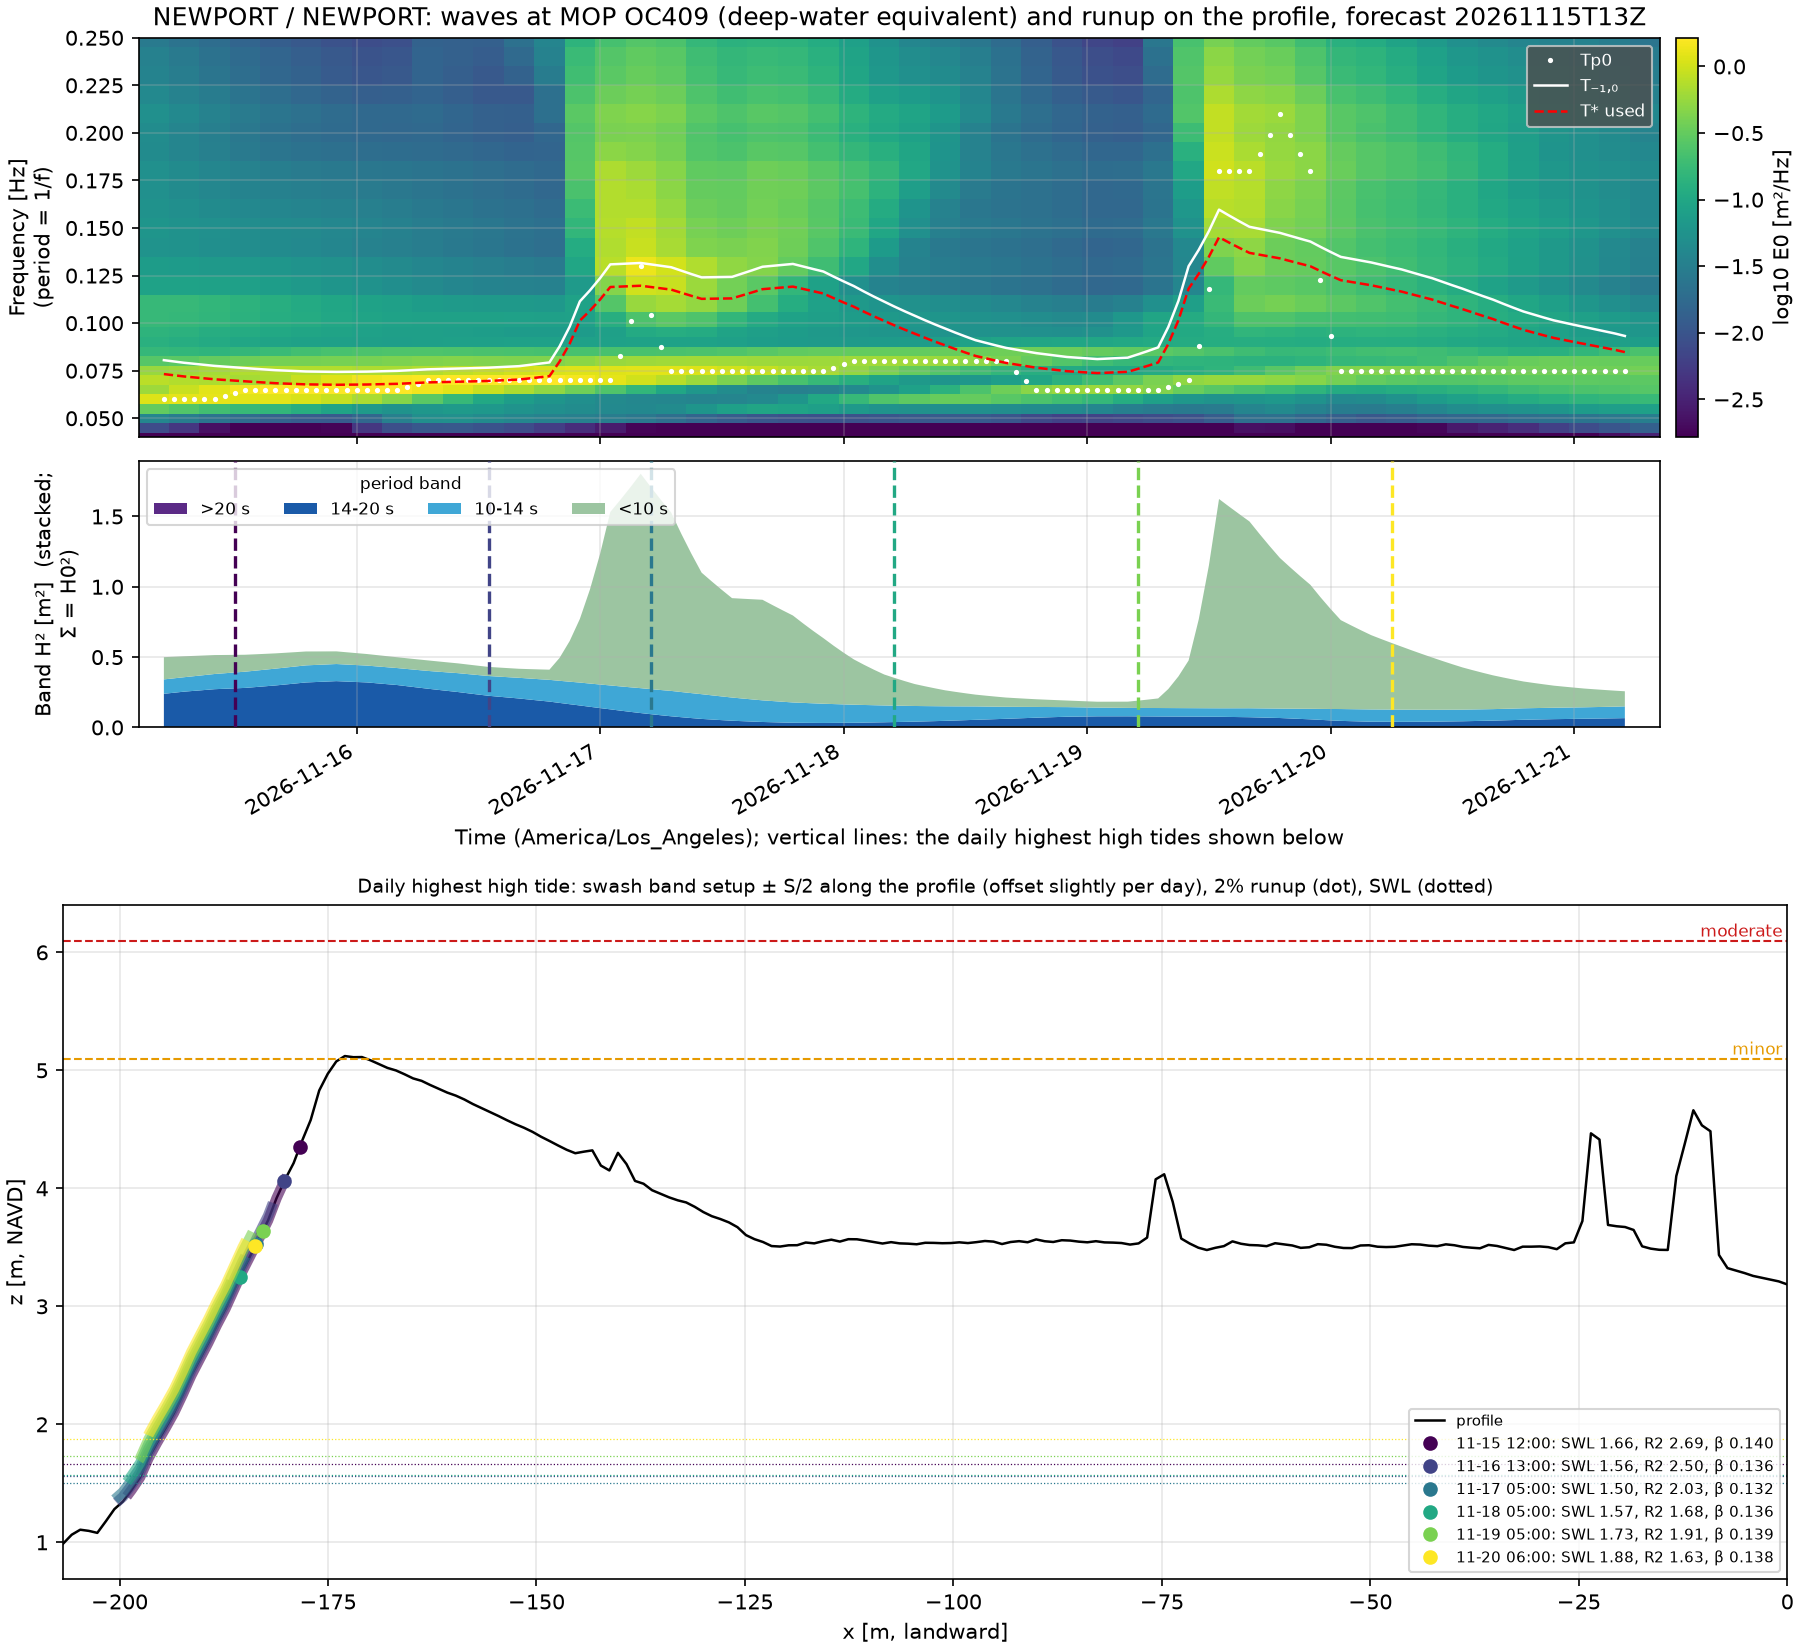 NEWPORT / NEWPORT: waves at MOP OC409 (deep-water equivalent) and runup on the profile, forecast 20261115T13Z
Frequency [Hz]
(period = 1/f)
0.250
0.225
0.200
0.175
0.150
0.125
0.100
0.075
0.050
Tp0
T₋₁,₀
T* used
0.0
−0.5
−1.0
−1.5
−2.0
−2.5
log10 E0 [m²/Hz]
Band H² [m²]  (stacked;
Σ = H0²)
1.5
1.0
0.5
0.0
period band
>20 s
14-20 s
10-14 s
<10 s
2026-11-16
2026-11-17
2026-11-18
2026-11-19
2026-11-20
2026-11-21
Time (America/Los_Angeles); vertical lines: the daily highest high tides shown below
Daily highest high tide: swash band setup ± S/2 along the profile (offset slightly per day), 2% runup (dot), SWL (dotted)
z [m, NAVD]
6
5
4
3
2
1
moderate
minor
profile
11-15 12:00: SWL 1.66, R2 2.69, β 0.140
11-16 13:00: SWL 1.56, R2 2.50, β 0.136
11-17 05:00: SWL 1.50, R2 2.03, β 0.132
11-18 05:00: SWL 1.57, R2 1.68, β 0.136
11-19 05:00: SWL 1.73, R2 1.91, β 0.139
11-20 06:00: SWL 1.88, R2 1.63, β 0.138
−200
−175
−150
−125
−100
−75
−50
−25
0
x [m, landward]